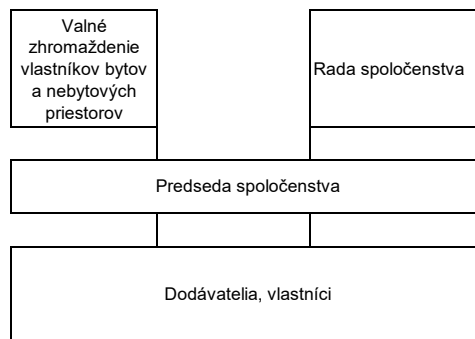 Valné
zhromaždenie
vlastníkov bytov
a nebytových
priestorov
Rada spoločenstva
Predseda spoločenstva
Dodávatelia, vlastníci